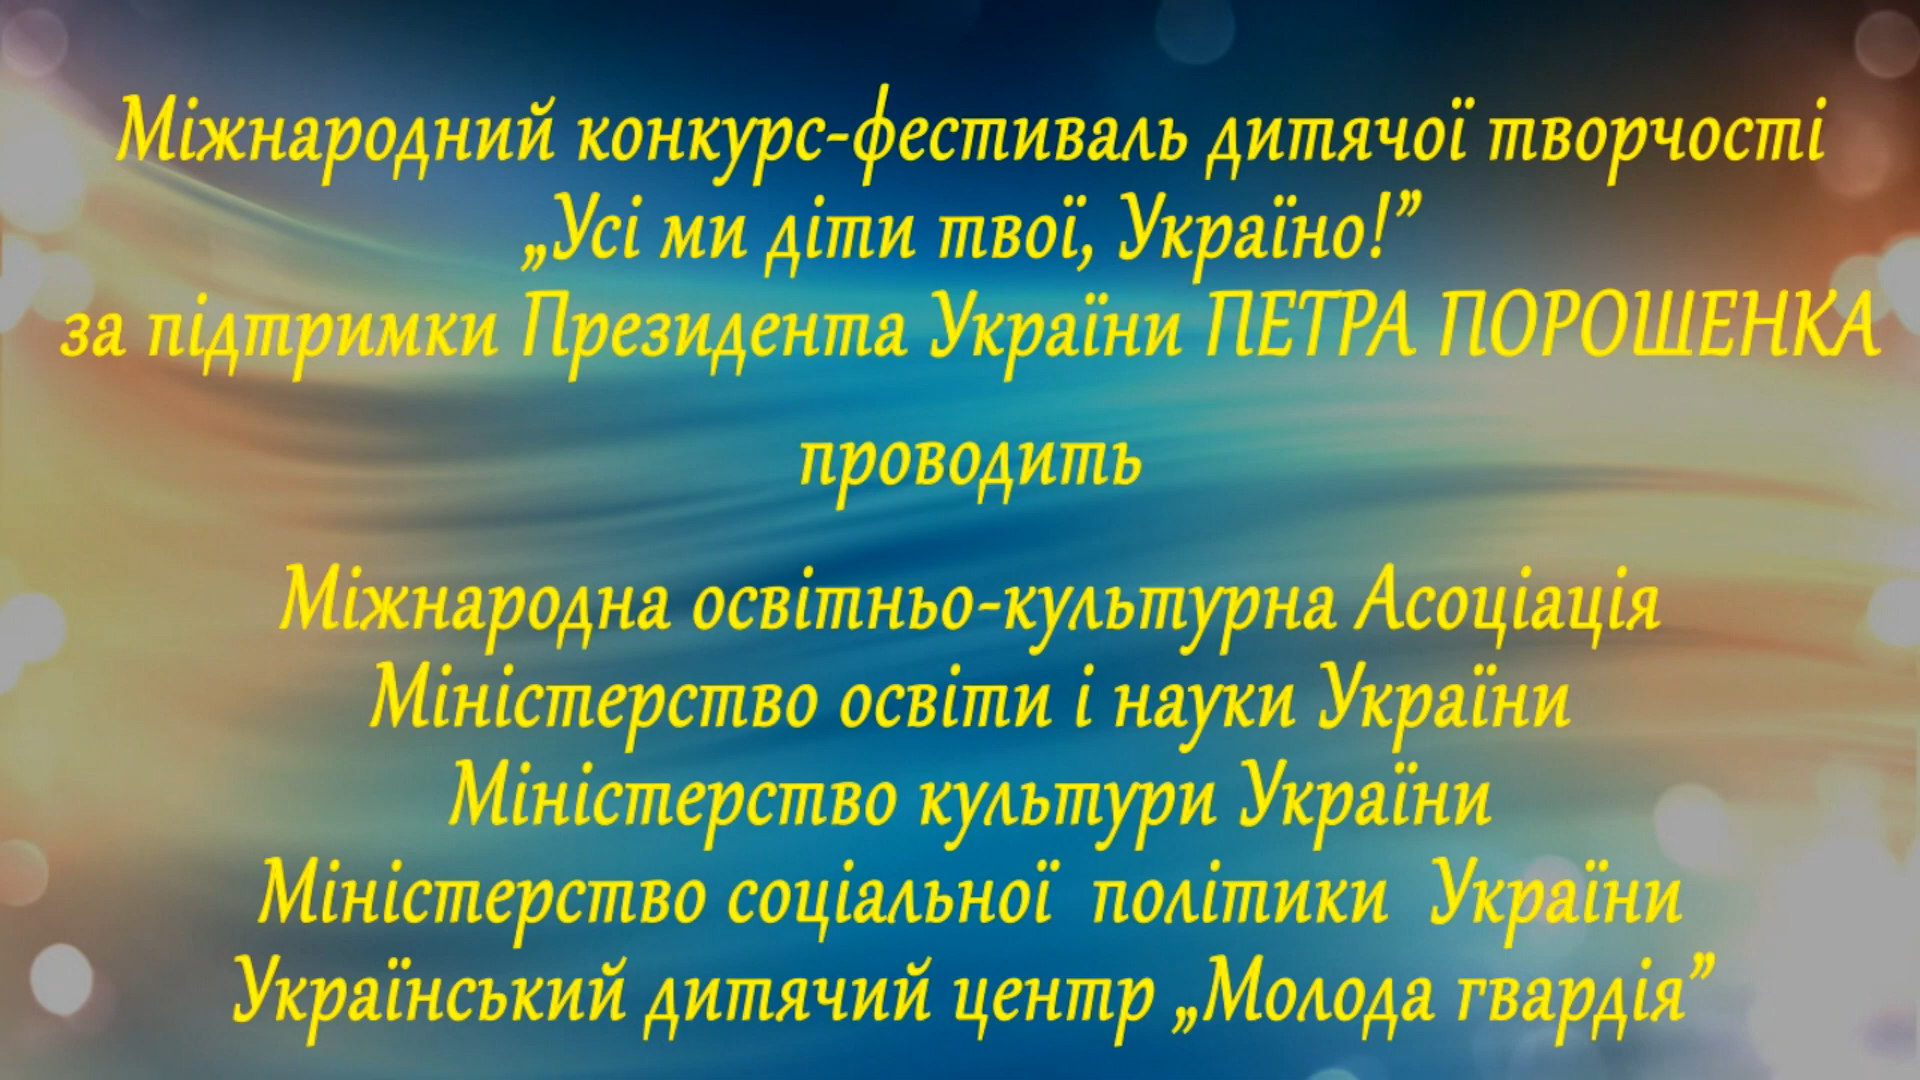 Міжнародний конкурс-фестиваль дитячої творчості
„Усі ми діти твої, Україно!”
за підтримки Президента України ПЕТРА ПОРОШЕНКА
проводить
Міжнародна освітньо-культурна Асоціація
Міністерство освіти і науки України
Міністерство культури України
Міністерство соціальної політики України
Український дитячий центр „Молода гвардія”